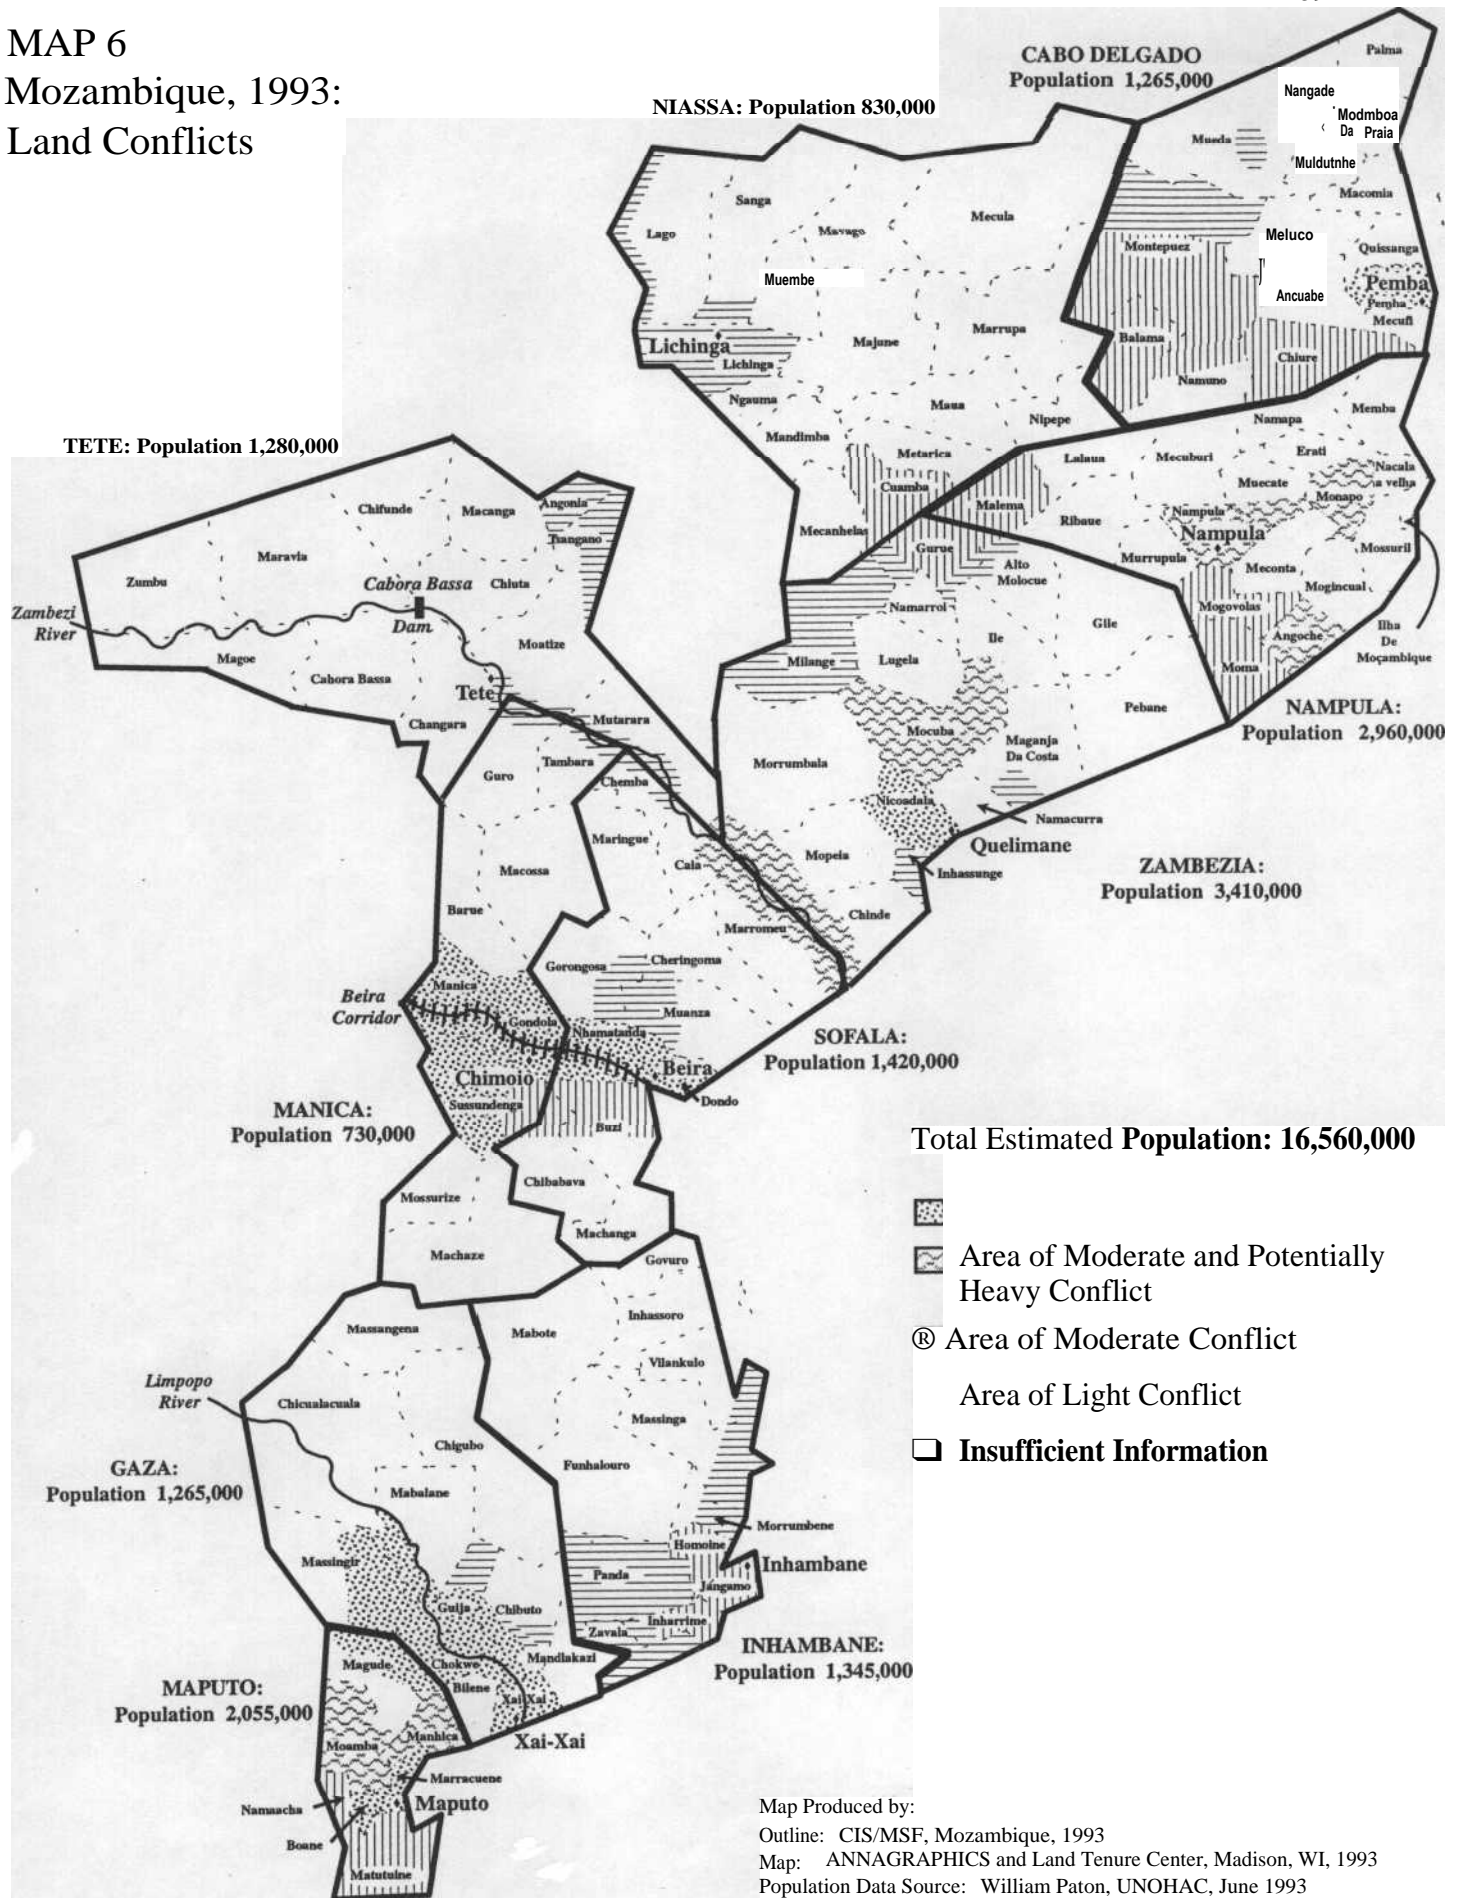 MAP 6
Mozambique, 1993:
Land Conflicts
CABO DELGADO
Population 1,265,000
NIASSA: Population 830,000
Palma
Nangade
Modmboa
Da Praia
Mueda
Muldutnhe
Macomia
Sanga
Mecula
Lago
Mavago
Meluco
Montepuez
Quissanga
Muembe
Pemba
Ancuabe
Pemba
Mecufi
Marrupa
Lichinga
Majune
Balama
Lichinga
Chiure
Namuno
Ngauma
Maua
Nipepe
Namapa
Memba
Mandimba
TETE: Population 1,280,000
Metarica
Lalaua
Mecuburi
Erati
Nacala
a velha
Cuamba
Muecate
Monapo
Angonia
Chifunde
Macanga
Malema
Nampula
Ribaue
Mecanhelas
Nampula
Tsangano
Gurue
Mossuril
Maravia
Murrupula
Alto
Molocue
Meconta
Zumbu
Cabora Bassa
Chiuta
Mogincual
Namarroi
Mogovolas
Zambezi
River
Dam
Gile
Ilha
De
Moçambique
Angoche
Ile
Moatize
Magoe
Milange
Lugela
Moma
Cahora Bassa
Tete
NAMPULA:
Population 2,960,000
Pebane
Changara
Mutarara
Mocuba
Maganja
Da Costa
Tambara
Morrumbala
Guro
Chemba
Nicoadala
Namacurra
Maringue
Quelimane
Mopeia
Caia
Macossa
Inhassunge
ZAMBEZIA:
Population 3,410,000
Barue
Chinde
Marromeu
Cheringoma
Gorongosa
Manica
Beira
Corridor
Muanza
Gondola
Nhamatanda
SOFALA:
Population 1,420,000
Chimoio
Beira
Dondo
Sussundenga
MANICA:
Population 730,000
Buzi
Total Estimated Population: 16,560,000
Chibabava
Mossurize
Machanga
Machaze
Govuro
Area of Moderate and Potentially
Heavy Conflict
Inhassoro
Massangena
Mabote
® Area of Moderate Conflict
Vilankulo
Limpopo
River
Chicualacuala
Area of Light Conflict
Massinga
Chigubo
Insufficient Information
Funhalouro
GAZA:
Population 1,265,000
Mabalane
Morrumbene
Homoine
Massingir
Inhambane
Panda
Jangamo
Guija
Chibuto
Inharrime
Zavala
INHAMBANE:
Population 1,345,000
Mandlakazi
Magude
Chokwe
MAPUTO:
Population 2,055,000
Bilene
Xai Xai
Manhica
Xai-Xai
Moamba
Marracuene
Namaacha
Maputo
Boane
Matutuine
Map Produced by:
Outline: CIS/MSF, Mozambique, 1993
Map: ANNAGRAPHICS and Land Tenure Center, Madison, WI, 1993
Population Data Source: William Paton, UNOHAC, June 1993